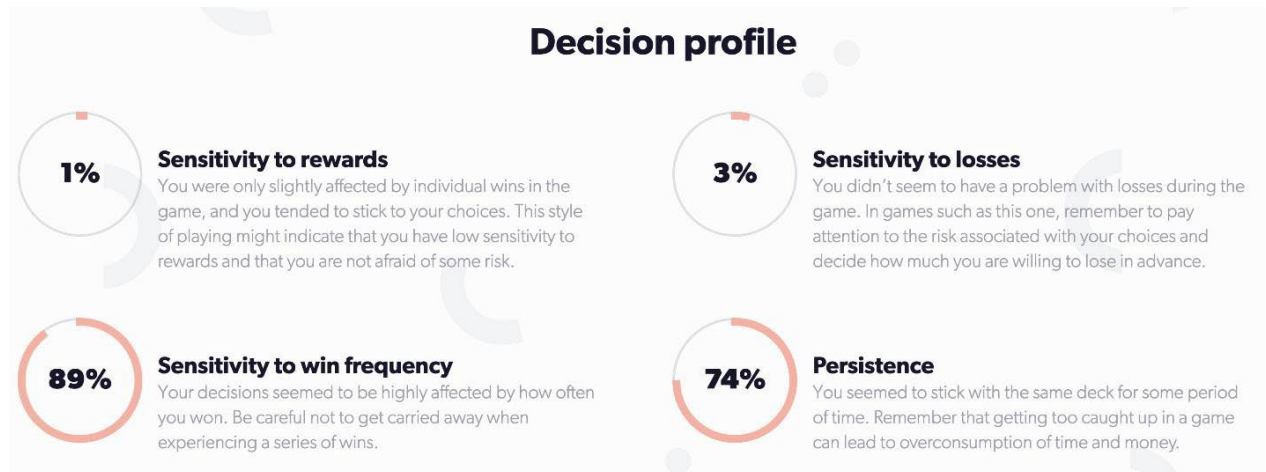 Decision profile
1%
Sensitivity to rewards
You were only slightly affected by individual wins in the
game, and you tended to stick to your choices. This style
of playing might indicate that you have low sensitivity to
rewards and that you are not afraid of some risk.
3%
Sensitivity to losses
You didn't seem to have a problem with losses during the
game. In games such as this one, remember to pay
attention to the risk associated with your choices and
decide how much you are willing to lose in advance.
89%
Sensitivity to win frequency
Your decisions seemed to be highly affected by how often
you won. Be careful not to get carried away when
experiencing a series of wins.
74%
Persistence
You seemed to stick with the same deck for some period
of time. Remember that getting too caught up in a game
can lead to overconsumption of time and money.